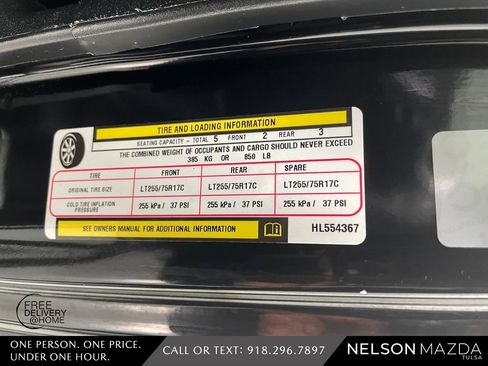 TIRE AND LOADING INFORMATION
SEATING CAPACITY - TOTAL 5 FRONT 2 REAR 3
THE COMBINED WEIGHT OF OCCUPANTS AND CARGO SHOULD NEVER EXCEED
385 KG OR 850 LB
TIRE FRONT REAR SPARE
ORIGINAL TIRE SIZE LT255/75R17C LT255/75R17C LT255/75R17C
COLD TIRE INFLATION
PRESSURE 255 kPa / 37 PSI 255 kPa / 37 PSI 255 kPa / 37 PSI
SEE OWNERS MANUAL FOR ADDITIONAL INFORMATION
HL554367
FREE
DELIVERY
@HOME
ONE PERSON. ONE PRICE.
UNDER ONE HOUR.
CALL OR TEXT: 918.296.7897
NELSON MAZDA
TULSA